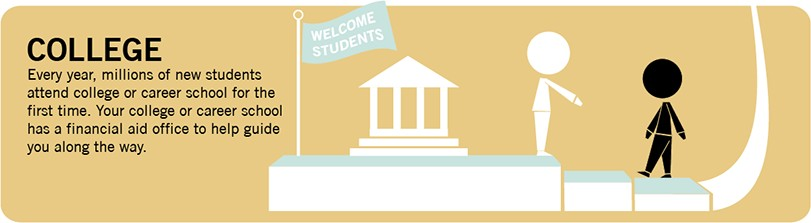 COLLEGE
Every year, millions of new students
attend college or career school for the
first time. Your college or career school
has a financial aid office to help guide
you along the way.
WELCOME
STUDENTS